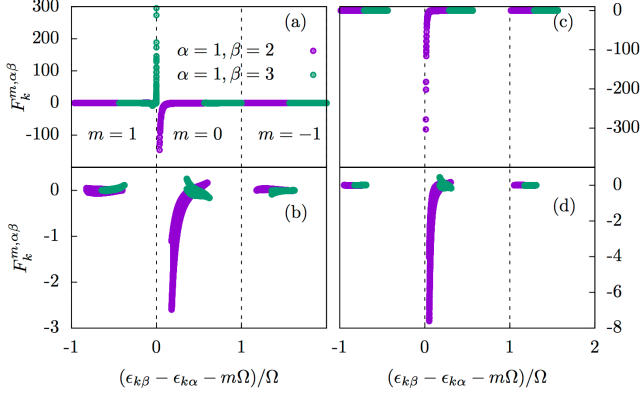 300
200
100
0
-100
F_k^{m,αβ}
(a)
α = 1, β = 2
α = 1, β = 3
m = 1
m = 0
m = −1
(c)
0
-100
-200
-300
0
-1
-2
-3
F_k^{m,αβ}
(b)
(d)
0
-2
-4
-6
-8
-1
0
1
-1
0
1
2
(ϵ_{kβ} − ϵ_{kα} − mΩ)/Ω
(ϵ_{kβ} − ϵ_{kα} − mΩ)/Ω